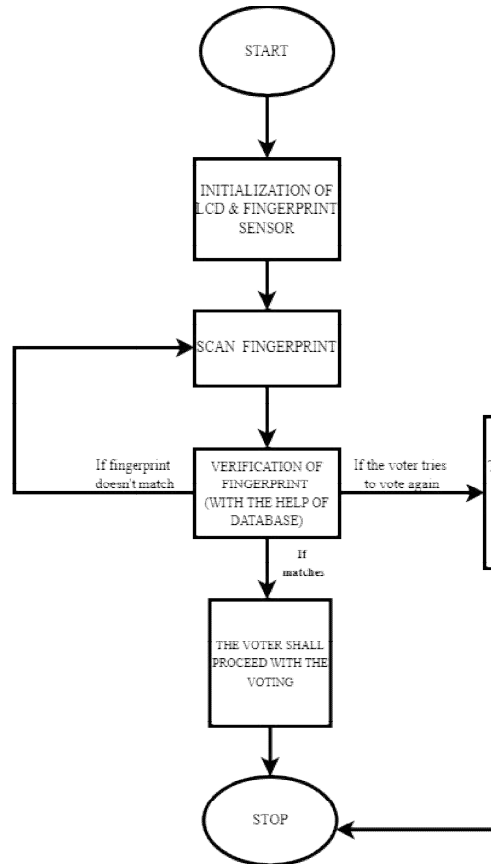 START
INITIALIZATION OF
LCD & FINGERPRINT
SENSOR
SCAN FINGERPRINT
If fingerprint
doesn't match
VERIFICATION OF
FINGERPRINT
(WITH THE HELP OF
DATABASE)
If the voter tries
to vote again
If
matches
THE VOTER SHALL
PROCEED WITH THE
VOTING
STOP